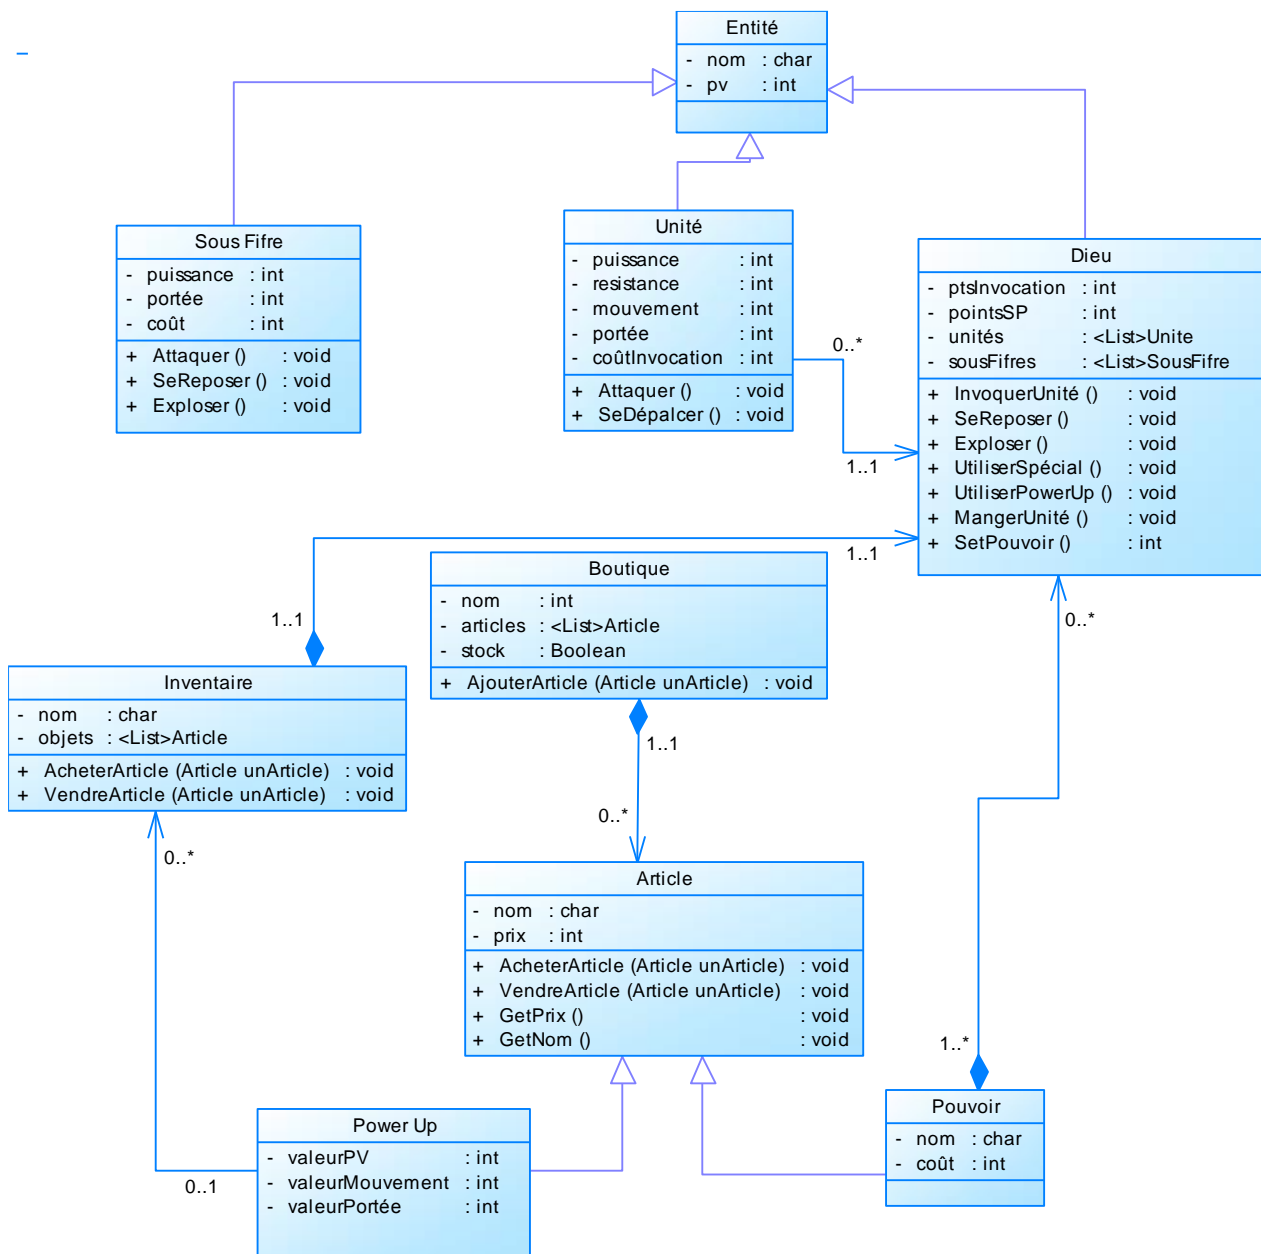 Entité
- nom : char
- pv : int
Sous Fifre
- puissance : int
- portée : int
- coût : int
+ Attaquer () : void
+ SeReposer () : void
+ Exploser () : void
Unité
- puissance : int
- resistance : int
- mouvement : int
- portée : int
- coûtInvocation : int
+ Attaquer () : void
+ SeDépalcer () : void
Dieu
- ptsInvocation : int
- pointsSP : int
- unités : <List>Unite
- sousFifres : <List>SousFifre
+ InvoquerUnité () : void
+ SeReposer () : void
+ Exploser () : void
+ UtiliserSpécial () : void
+ UtiliserPowerUp () : void
+ MangerUnité () : void
+ SetPouvoir () : int
0..*
1..1
1..1
1..1
Boutique
- nom : int
- articles : <List>Article
- stock : Boolean
+ AjouterArticle (Article unArticle) : void
0..*
Inventaire
- nom : char
- objets : <List>Article
+ AcheterArticle (Article unArticle) : void
+ VendreArticle (Article unArticle) : void
1..1
0..*
0..*
Article
- nom : char
- prix : int
+ AcheterArticle (Article unArticle) : void
+ VendreArticle (Article unArticle) : void
+ GetPrix () : void
+ GetNom () : void
1..*
Pouvoir
- nom : char
- coût : int
Power Up
- valeurPV : int
- valeurMouvement : int
- valeurPortée : int
0..1